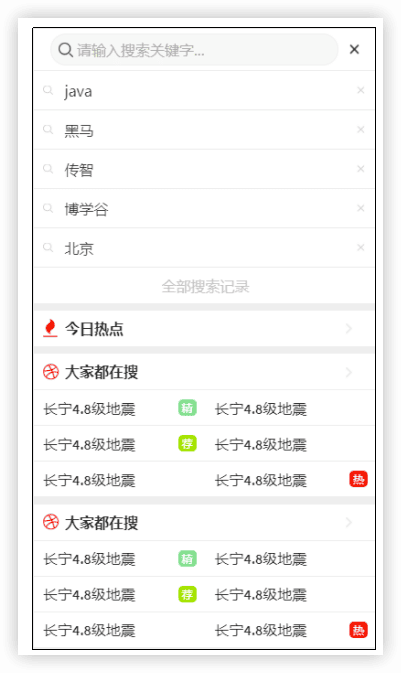 请输入搜索关键字...
java
黑马
传智
博学谷
北京
全部搜索记录
今日热点
大家都在搜
长宁4.8级地震 精 长宁4.8级地震
长宁4.8级地震 荐 长宁4.8级地震
长宁4.8级地震 长宁4.8级地震 热
大家都在搜
长宁4.8级地震 精 长宁4.8级地震
长宁4.8级地震 荐 长宁4.8级地震
长宁4.8级地震 长宁4.8级地震 热